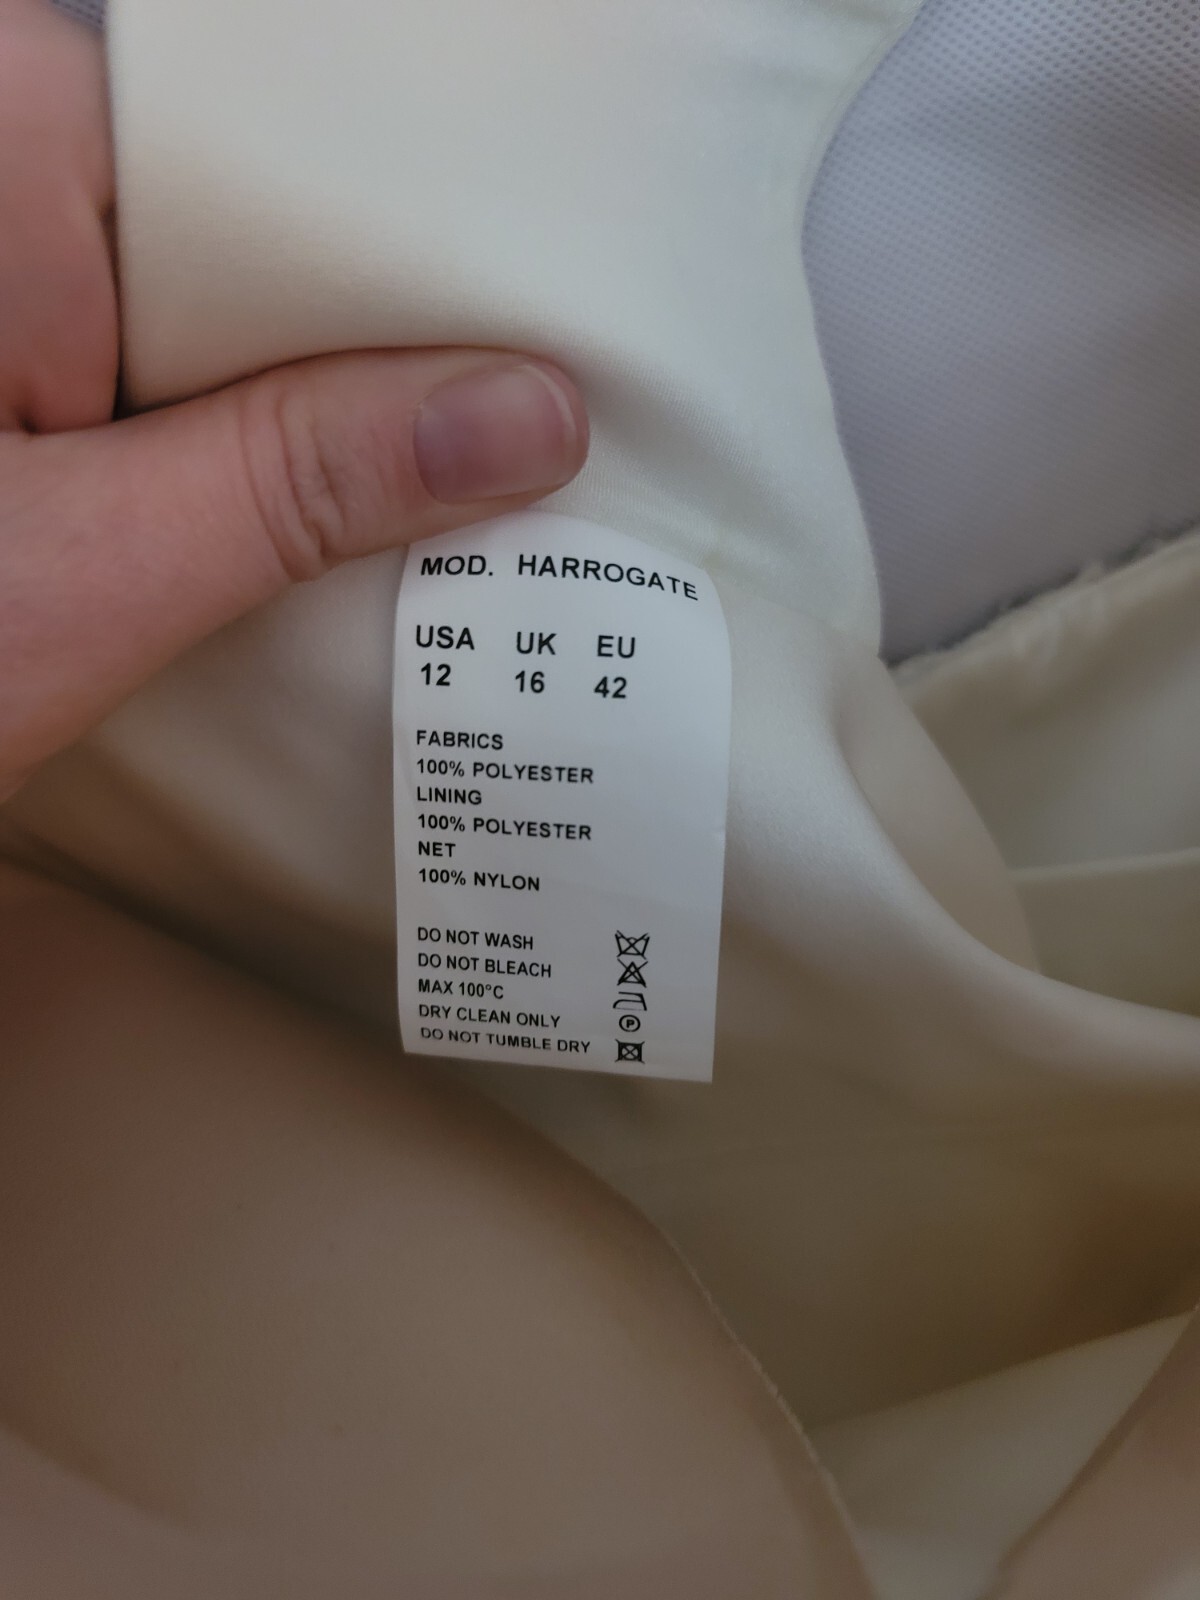 MOD. HARROGATE
USA UK EU
12 16 42
FABRICS
100% POLYESTER
LINING
100% POLYESTER
NET
100% NYLON
DO NOT WASH
DO NOT BLEACH
MAX 100°C
DRY CLEAN ONLY P
DO NOT TUMBLE DRY